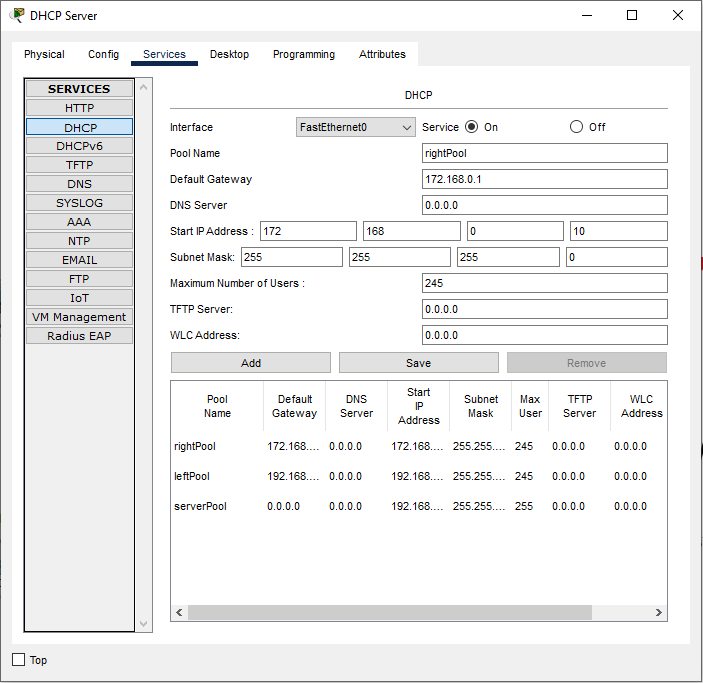 DHCP Server
Physical Config Services Desktop Programming Attributes
SERVICES
HTTP
DHCP
DHCPv6
TFTP
DNS
SYSLOG
AAA
NTP
EMAIL
FTP
IoT
VM Management
Radius EAP
DHCP
Interface FastEthernet0 Service On Off
Pool Name rightPool
Default Gateway 172.168.0.1
DNS Server 0.0.0.0
Start IP Address : 172 168 0 10
Subnet Mask: 255 255 255 0
Maximum Number of Users : 245
TFTP Server: 0.0.0.0
WLC Address: 0.0.0.0
Add Save Remove
Pool Name Default Gateway DNS Server Start IP Address Subnet Mask Max User TFTP Server WLC Address
rightPool 172.168.... 0.0.0.0 172.168.... 255.255.... 245 0.0.0.0 0.0.0.0
leftPool 192.168.... 0.0.0.0 192.168.... 255.255.... 245 0.0.0.0 0.0.0.0
serverPool 0.0.0.0 0.0.0.0 192.168.... 255.255.... 255 0.0.0.0 0.0.0.0
Top